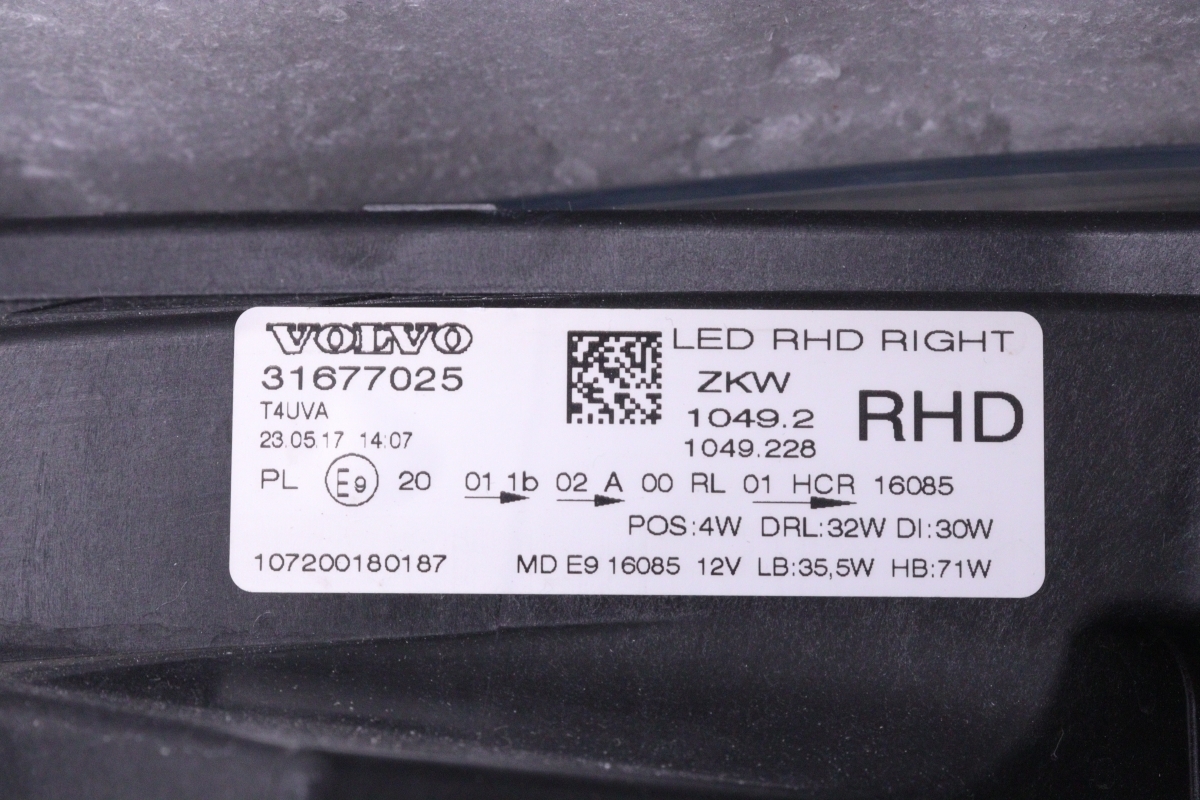 VOLVO
31677025
T4UVA
23.05.17 14:07
LED RHD RIGHT
ZKW
1049.2
1049.228
RHD
PL E9 20 01 1b 02 A 00 RL 01 HCR 16085
POS:4W DRL:32W DI:30W
107200180187 MD E9 16085 12V LB:35,5W HB:71W